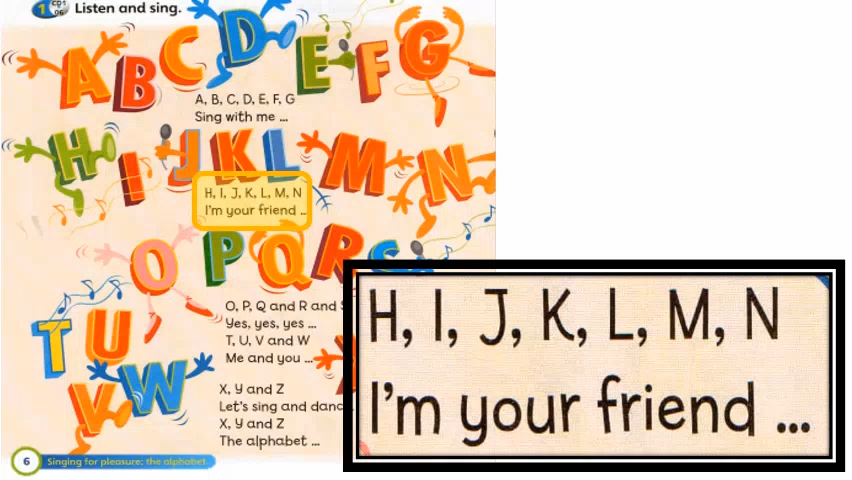 1 CD1 06 Listen and sing.
A B C D E F G
A, B, C, D, E, F, G
Sing with me ...
H I J K L M N
H, I, J, K, L, M, N
I'm your friend ..
O P Q R S
O, P, Q and R and S
Yes, yes, yes ...
T, U, V and W
Me and you ...
T U V W
X, Y and Z
Let's sing and danc
X, Y and Z
The alphabet ...
6 Singing for pleasure: the alphabet.
H, I, J, K, L, M, N
I'm your friend ...